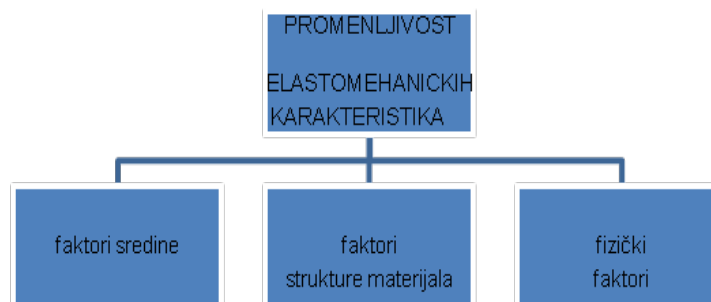 PROMENLJIVOST
ELASTOMEHANICKIH
KARAKTERISTIKA
faktori sredine
faktori
strukture materijala
fizički
faktori